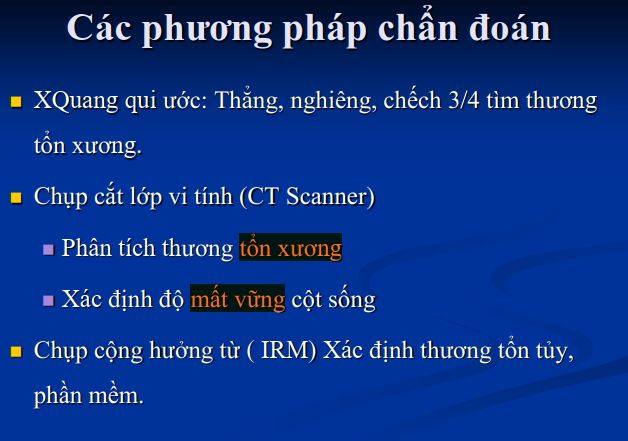 Các phương pháp chẩn đoán
XQuang qui ước: Thẳng, nghiêng, chếch 3/4 tìm thương
tổn xương.
Chụp cắt lớp vi tính (CT Scanner)
Phân tích thương tổn xương
Xác định độ mất vững cột sống
Chụp cộng hưởng từ ( IRM) Xác định thương tổn tủy,
phần mềm.